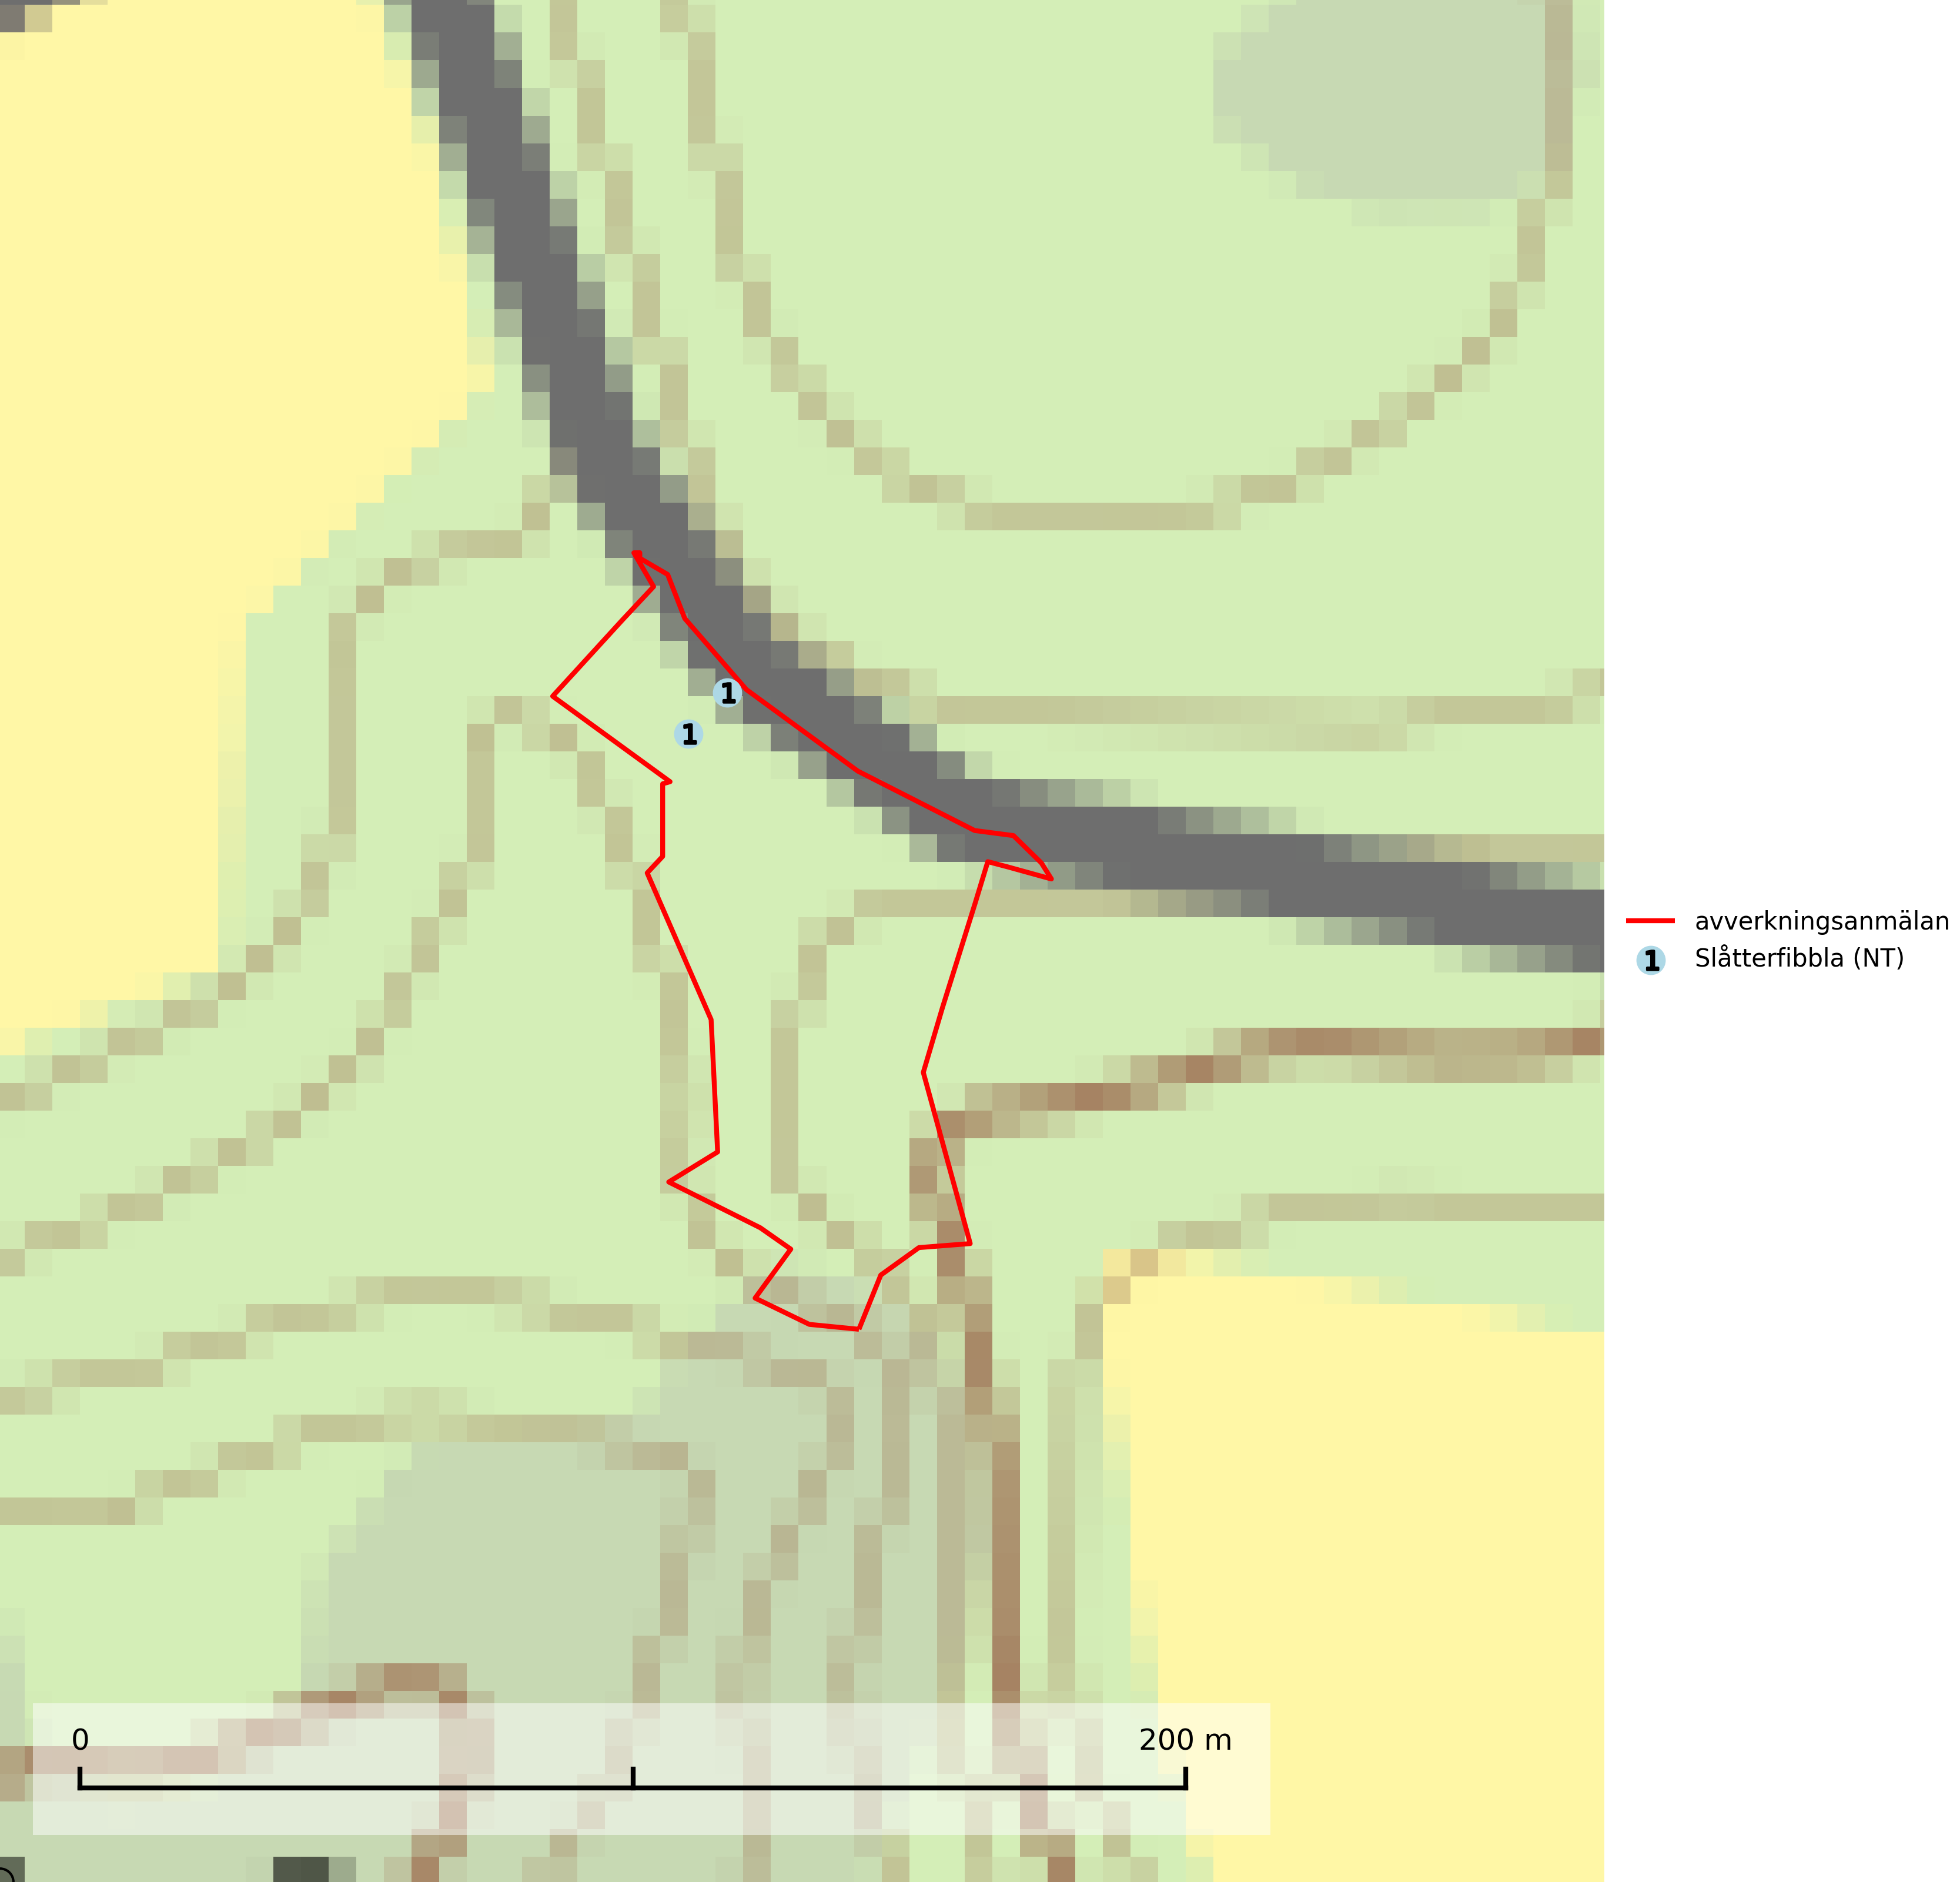 1
1
avverkningsanmälan
1 Slåtterfibbla (NT)
0 200 m